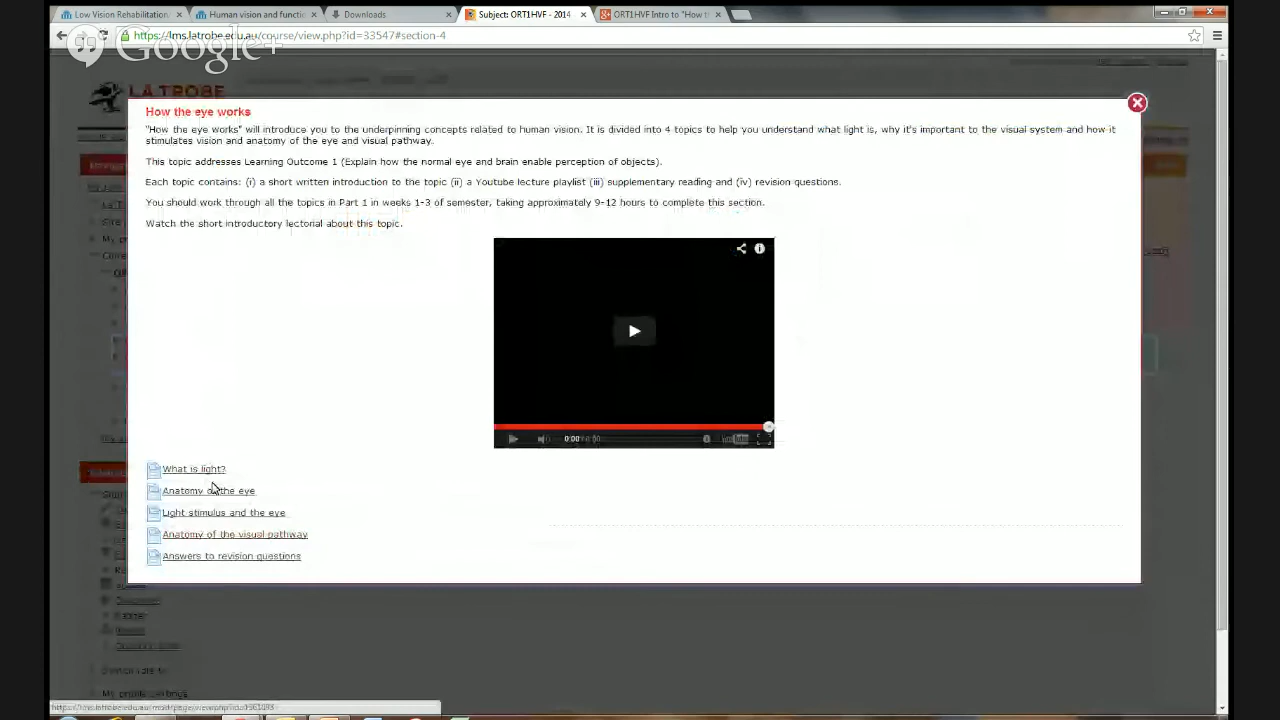 Low Vision Rehabilitation
Human vision and functi
Downloads
Subject: ORT1HVF - 2014
ORT1HVF Intro to "How th
https://lms.latrobe.edu.au/course/view.php?id=33547#section-4
Google+
LA TROBE
How the eye works
"How the eye works" will introduce you to the underpinning concepts related to human vision. It is divided into 4 topics to help you understand what light is, why it's important to the visual system and how it
stimulates vision and anatomy of the eye and visual pathway.
This topic addresses Learning Outcome 1 (Explain how the normal eye and brain enable perception of objects).
Each topic contains: (i) a short written introduction to the topic (ii) a Youtube lecture playlist (iii) supplementary reading and (iv) revision questions.
You should work through all the topics in Part 1 in weeks 1-3 of semester, taking approximately 9-12 hours to complete this section.
Watch the short introductory lectorial about this topic.
What is light?
Anatomy of the eye
Light stimulus and the eye
Anatomy of the visual pathway
Answers to revision questions